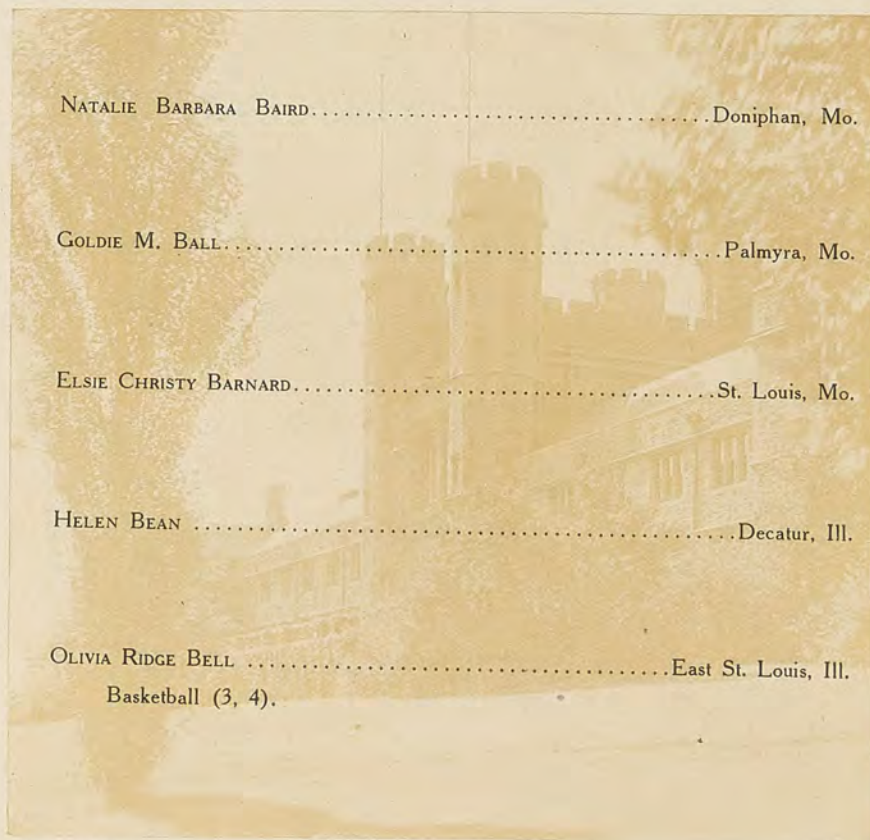 NATALIE BARBARA BAIRD......................................Doniphan, Mo.
GOLDIE M. BALL................................................Palmyra, Mo.
ELSIE CHRISTY BARNARD........................................St. Louis, Mo.
HELEN BEAN ....................................................Decatur, Ill.
OLIVIA RIDGE BELL .........................................East St. Louis, Ill.
Basketball (3, 4).